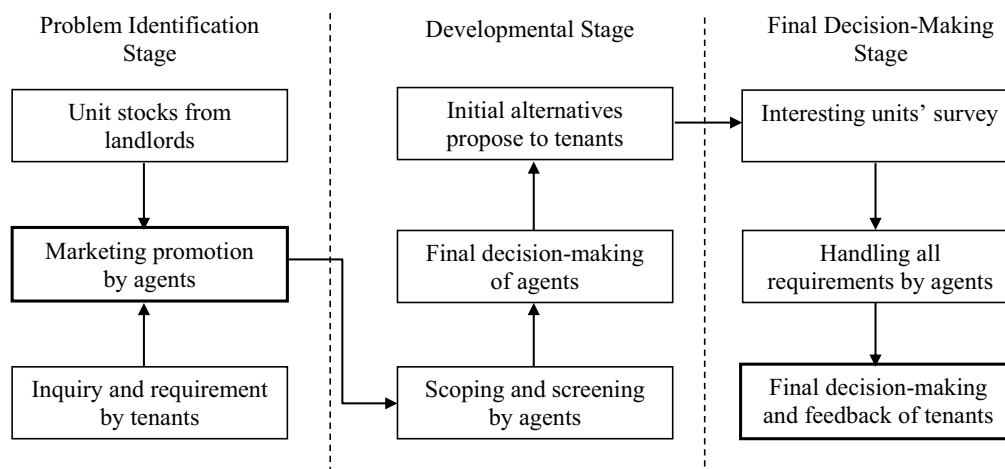 Problem Identification
Stage
Unit stocks from
landlords
Marketing promotion
by agents
Inquiry and requirement
by tenants
Developmental Stage
Initial alternatives
propose to tenants
Final decision-making
of agents
Scoping and screening
by agents
Final Decision-Making
Stage
Interesting units’ survey
Handling all
requirements by agents
Final decision-making
and feedback of tenants